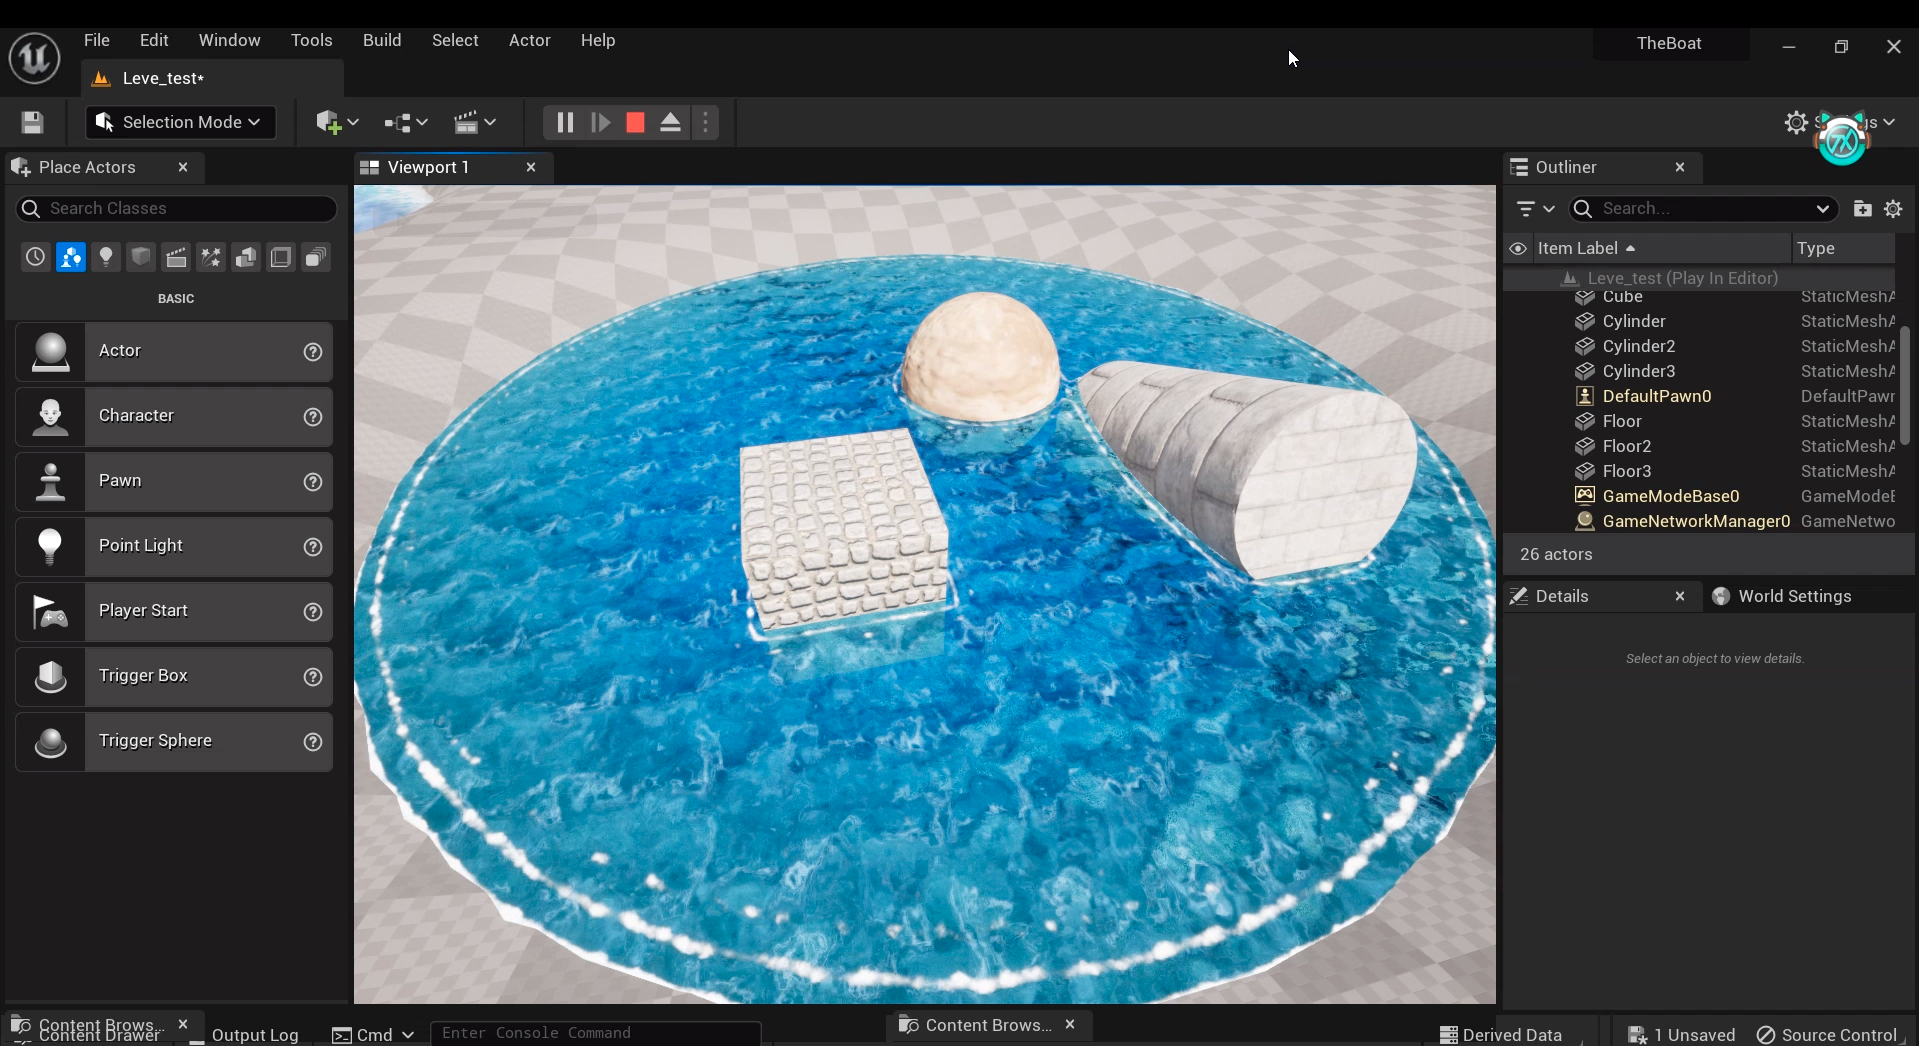 File Edit Window Tools Build Select Actor Help
TheBoat
Leve_test*
Selection Mode
Place Actors
Viewport 1
Outliner
Search Classes
Search...
Item Label Type
BASIC
Leve_test (Play In Editor)
Cube StaticMeshA
Cylinder StaticMeshA
Cylinder2 StaticMeshA
Cylinder3 StaticMeshA
DefaultPawn0 DefaultPawr
Floor StaticMeshA
Floor2 StaticMeshA
Floor3 StaticMeshA
GameModeBase0 GameModeE
GameNetworkManager0 GameNetwo
26 actors
Actor
Character
Pawn
Point Light
Player Start
Trigger Box
Trigger Sphere
Details
World Settings
Select an object to view details.
Content Brows...
Content Drawer
Output Log
Cmd
Enter Console Command
Content Brows...
Derived Data
1 Unsaved
Source Control